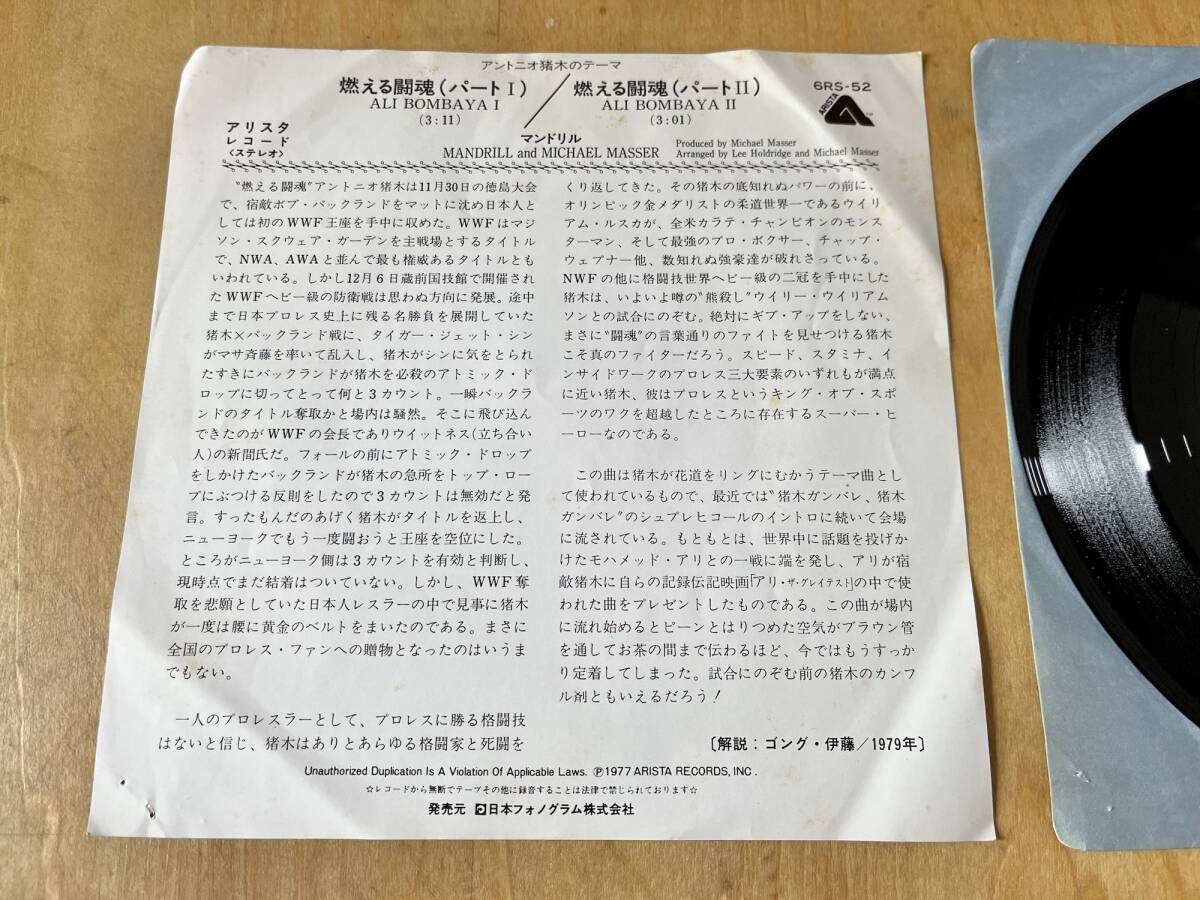 アントニオ猪木のテーマ
燃える闘魂(パートⅠ)／燃える闘魂(パートⅡ)
ALI BOMBAYA I
ALI BOMBAYA II
(3:11)
(3:01)
6RS-52
ARISTA
アリスタ
レコード
〈ステレオ〉
マンドリル
MANDRILL and MICHAEL MASSER
Produced by Michael Masser
Arranged by Lee Holdridge and Michael Masser
"燃える闘魂"アントニオ猪木は11月30日の徳島大会
で、宿敵ボブ・バックランドをマットに沈め日本人と
しては初のWWF王座を手中に収めた。WWFはマジ
ソン・スクウェア・ガーデンを主戦場とするタイトル
で、NWA、AWAと並んで最も権威あるタイトルとも
いわれている。しかし12月6日蔵前国技館で開催され
たWWFヘビー級の防衛戦は思わぬ方向に発展。途中
まで日本プロレス史上に残る名勝負を展開していた
猪木×バックランド戦に、タイガー・ジェット・シン
がマサ斉藤を率いて乱入し、猪木がシンに気をとられ
たすきにバックランドが猪木を必殺のアトミック・ド
ロップに切ってとって何と3カウント。一瞬バックラ
ンドのタイトル奪取かと場内は騒然。そこに飛び込ん
できたのがWWFの会長でありウイットネス(立ち合い
人)の新間氏だ。フォールの前にアトミック・ドロップ
をしかけたバックランドが猪木の急所をトップ・ロー
プにぶつける反則をしたので3カウントは無効だと発
言。すったもんだのあげく猪木がタイトルを返上し、
ニューヨークでもう一度闘おうと王座を空位にした。
ところがニューヨーク側は3カウントを有効と判断し、
現時点でまだ結着はついていない。しかし、WWF奪
取を悲願としていた日本人レスラーの中で見事に猪木
が一度は腰に黄金のベルトをまいたのである。まさに
全国のプロレス・ファンへの贈物となったのはいうま
でもない。
一人のプロレスラーとして、プロレスに勝る格闘技
はないと信じ、猪木はありとあらゆる格闘家と死闘を
くり返してきた。その猪木の底知れぬパワーの前に、
オリンピック金メダリストの柔道世界一であるウイリ
アム・ルスカが、全米カラテ・チャンピオンのモンス
ターマン、そして最強のプロ・ボクサー、チャップ・
ウェプナー他、数知れぬ強豪達が破れさっている。
NWFの他に格闘技世界ヘビー級の二冠を手中にした
猪木は、いよいよ噂の"熊殺し"ウイリー・ウイリアム
ソンとの試合にのぞむ。絶対にギブ・アップをしない、
まさに"闘魂"の言葉通りのファイトを見せつける猪木
こそ真のファイターだろう。スピード、スタミナ、イ
ンサイドワークのプロレス三大要素のいずれもが満点
に近い猪木、彼はプロレスというキング・オブ・スポ
ーツのワクを超越したところに存在するスーパー・ヒ
ーローなのである。
この曲は猪木が花道をリングにむかうテーマ曲とし
て使われているもので、最近では"猪木ガンバレ、猪木
ガンバレ"のシュプレヒコールのイントロに続いて会場
に流されている。もともとは、世界中に話題を投げか
けたモハメッド・アリとの一戦に端を発し、アリが宿
敵猪木に自らの記録伝記映画「アリ・ザ・グレイテスト」の中で使
われた曲をプレゼントしたものである。この曲が場内
に流れ始めるとピーンとはりつめた空気がブラウン管
を通してお茶の間まで伝わるほど、今ではもうすっか
り定着してしまった。試合にのぞむ前の猪木のカンフ
ル剤ともいえるだろう!
〔解説：ゴング・伊藤／1979年〕
Unauthorized Duplication Is A Violation Of Applicable Laws. Ⓟ1977 ARISTA RECORDS, INC.
☆レコードから無断でテープその他に録音することは法律で禁じられております☆
発売元 日本フォノグラム株式会社